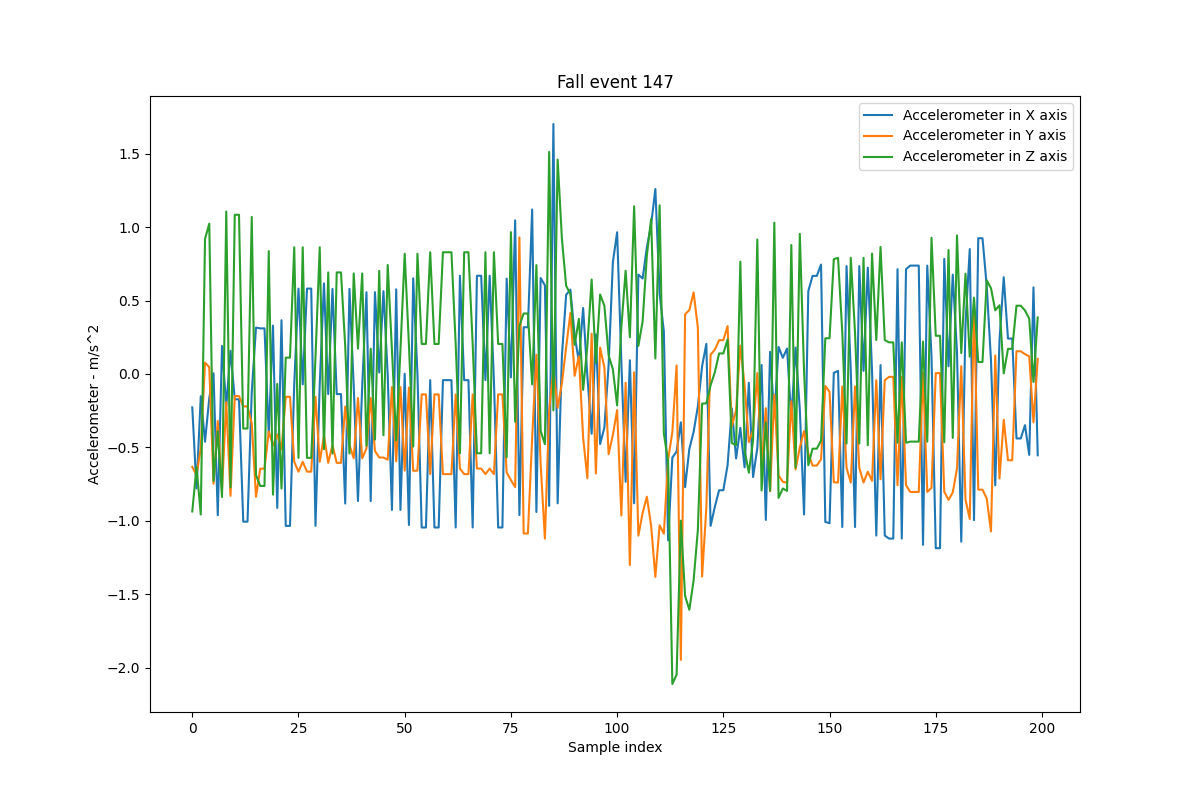 Fall event 147
Accelerometer in X axis
Accelerometer in Y axis
Accelerometer in Z axis
Accelerometer - m/s^2
1.5
1.0
0.5
0.0
−0.5
−1.0
−1.5
−2.0
0 25 50 75 100 125 150 175 200
Sample index